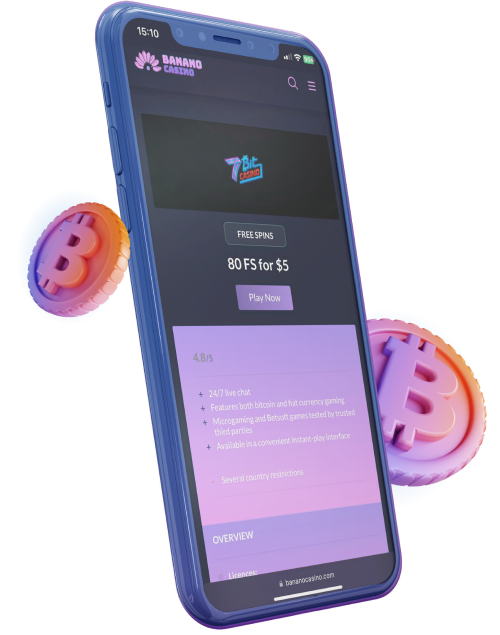 15:10
BANANO
CASINO
7Bit
CASINO
FREE SPINS
80 FS for $5
Play Now
4.8/5
+ 24/7 live chat
+ Features both bitcoin and fiat currency gaming
+ Microgaming and Betsoft games tested by trusted
third parties
+ Available in a convenient instant-play interface
- Several country restrictions
OVERVIEW
Licences:
bananocasino.com